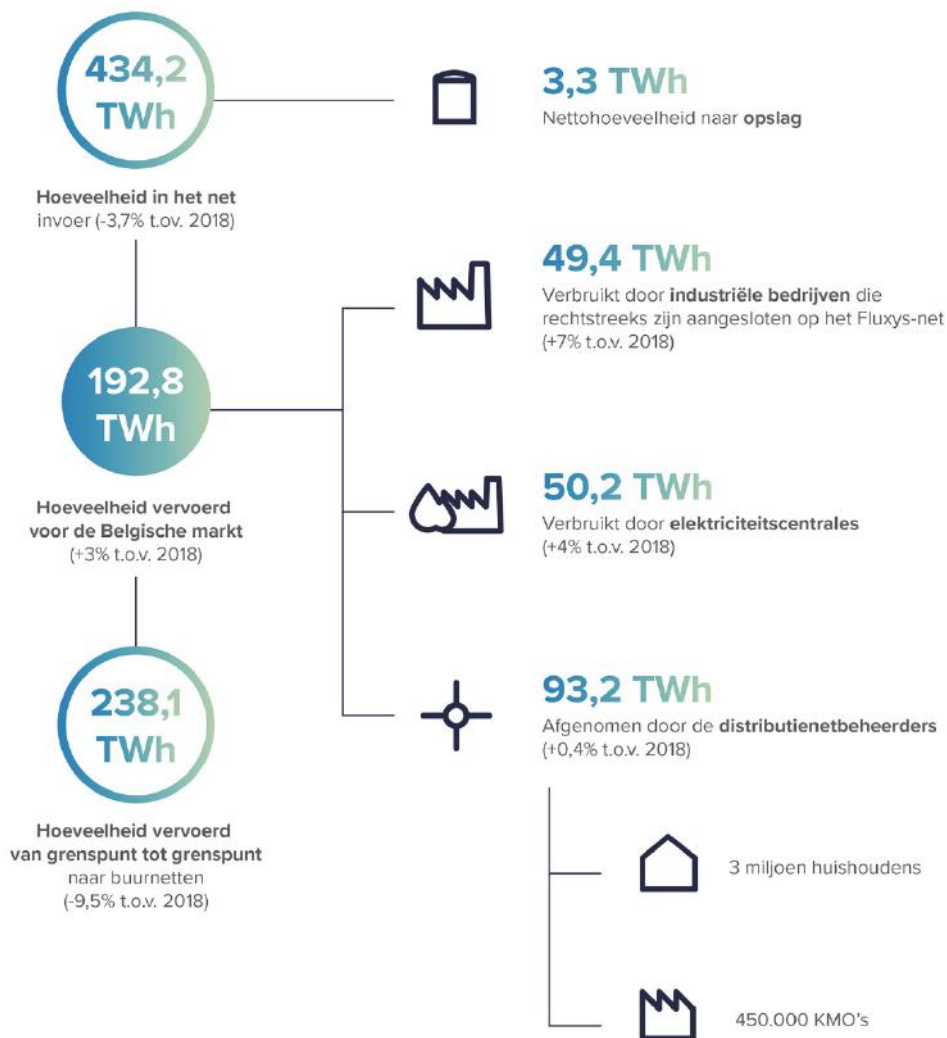 434,2
TWh
Hoeveelheid in het net
invoer (-3,7% t.ov. 2018)
3,3 TWh
Nettohoeveelheid naar opslag
192,8
TWh
Hoeveelheid vervoerd
voor de Belgische markt
(+3% t.o.v. 2018)
49,4 TWh
Verbruikt door industriële bedrijven die
rechtstreeks zijn aangesloten op het Fluxys-net
(+7% t.o.v. 2018)
50,2 TWh
Verbruikt door elektriciteitscentrales
(+4% t.o.v. 2018)
93,2 TWh
Afgenomen door de distributienetbeheerders
(+0,4% t.o.v. 2018)
3 miljoen huishoudens
450.000 KMO's
238,1
TWh
Hoeveelheid vervoerd
van grenspunt tot grenspunt
naar buurnetten
(-9,5% t.o.v. 2018)